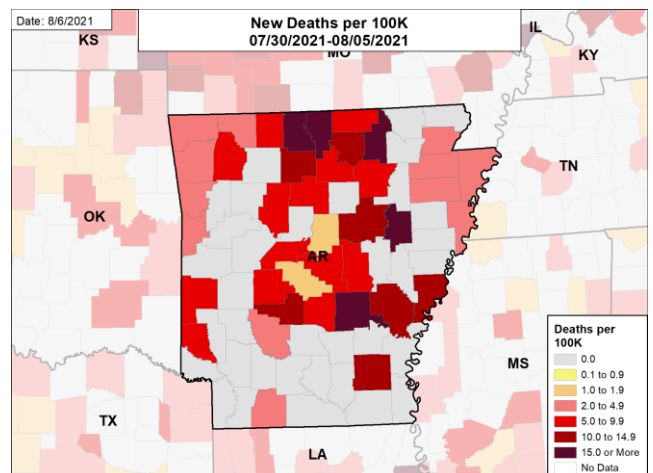 Date: 8/6/2021
New Deaths per 100K
07/30/2021-08/05/2021
KS
MO
IL
KY
OK
AR
TN
TX
LA
MS
Deaths per
100K
0.0
0.1 to 0.9
1.0 to 1.9
2.0 to 4.9
5.0 to 9.9
10.0 to 14.9
15.0 or More
No Data